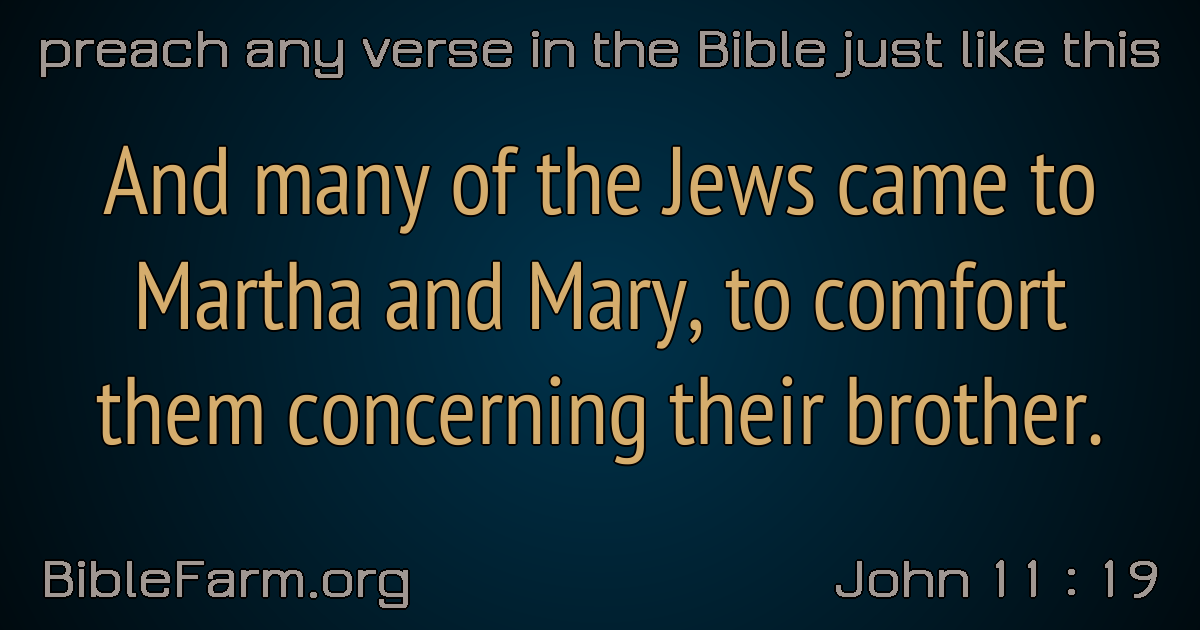 preach any verse in the Bible just like this
And many of the Jews came to
Martha and Mary, to comfort
them concerning their brother.
BibleFarm.org
John 11 : 19